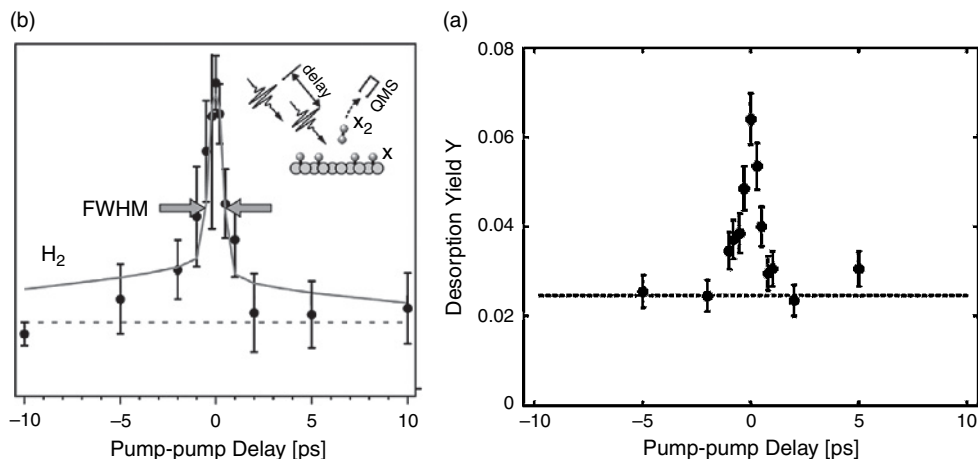 (b)
delay
QMS
X₂
X
FWHM
H₂
−10 −5 0 5 10
Pump-pump Delay [ps]
(a)
0.08
0.06
0.04
0.02
0
Desorption Yield Y
−10 −5 0 5 10
Pump-pump Delay [ps]